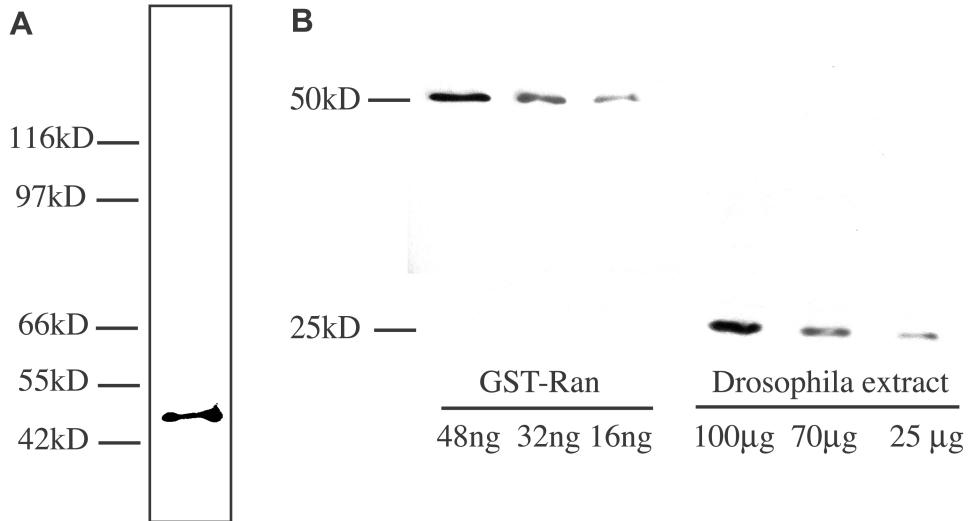 A
116kD
97kD
66kD
55kD
42kD
B
50kD
25kD
GST-Ran
Drosophila extract
48ng 32ng 16ng
100μg 70μg 25 μg